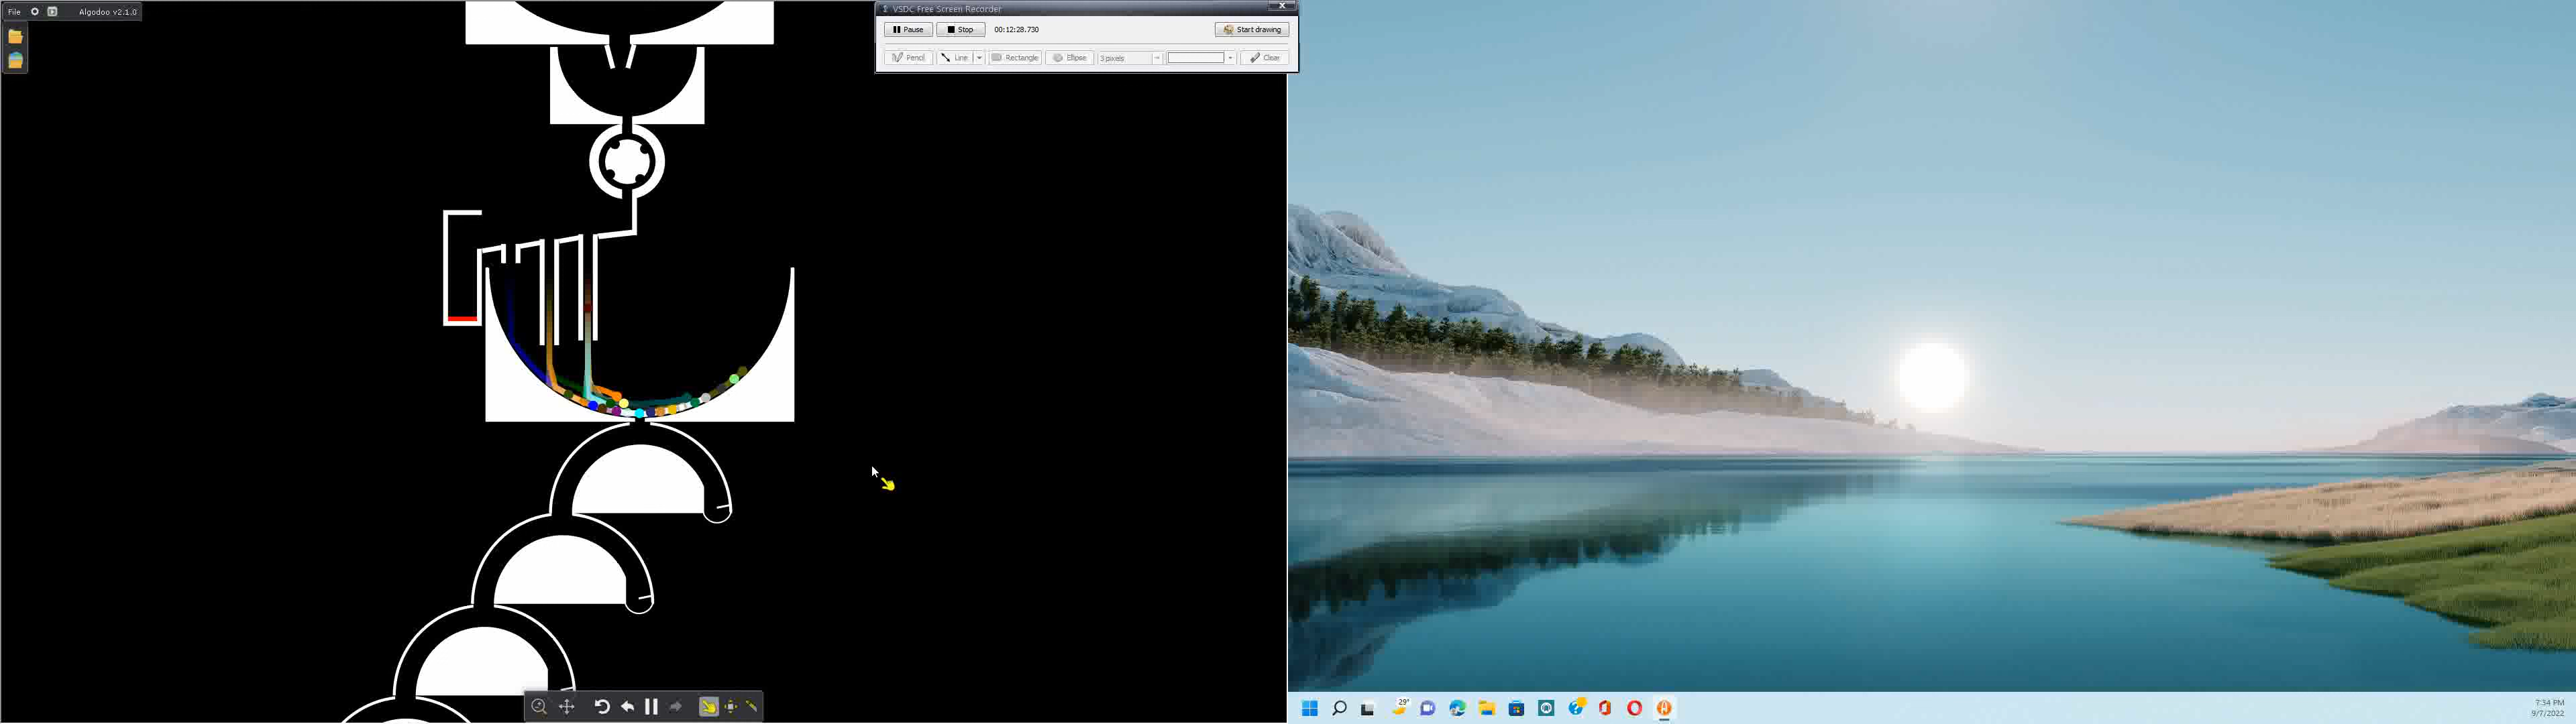 File Algodoo v2.1.0
VSDC Free Screen Recorder
Pause Stop 00:12:28.730 Start drawing
Pencil Line Rectangle Ellipse 3 pixels Clear
29°
7:34 PM
9/7/2022